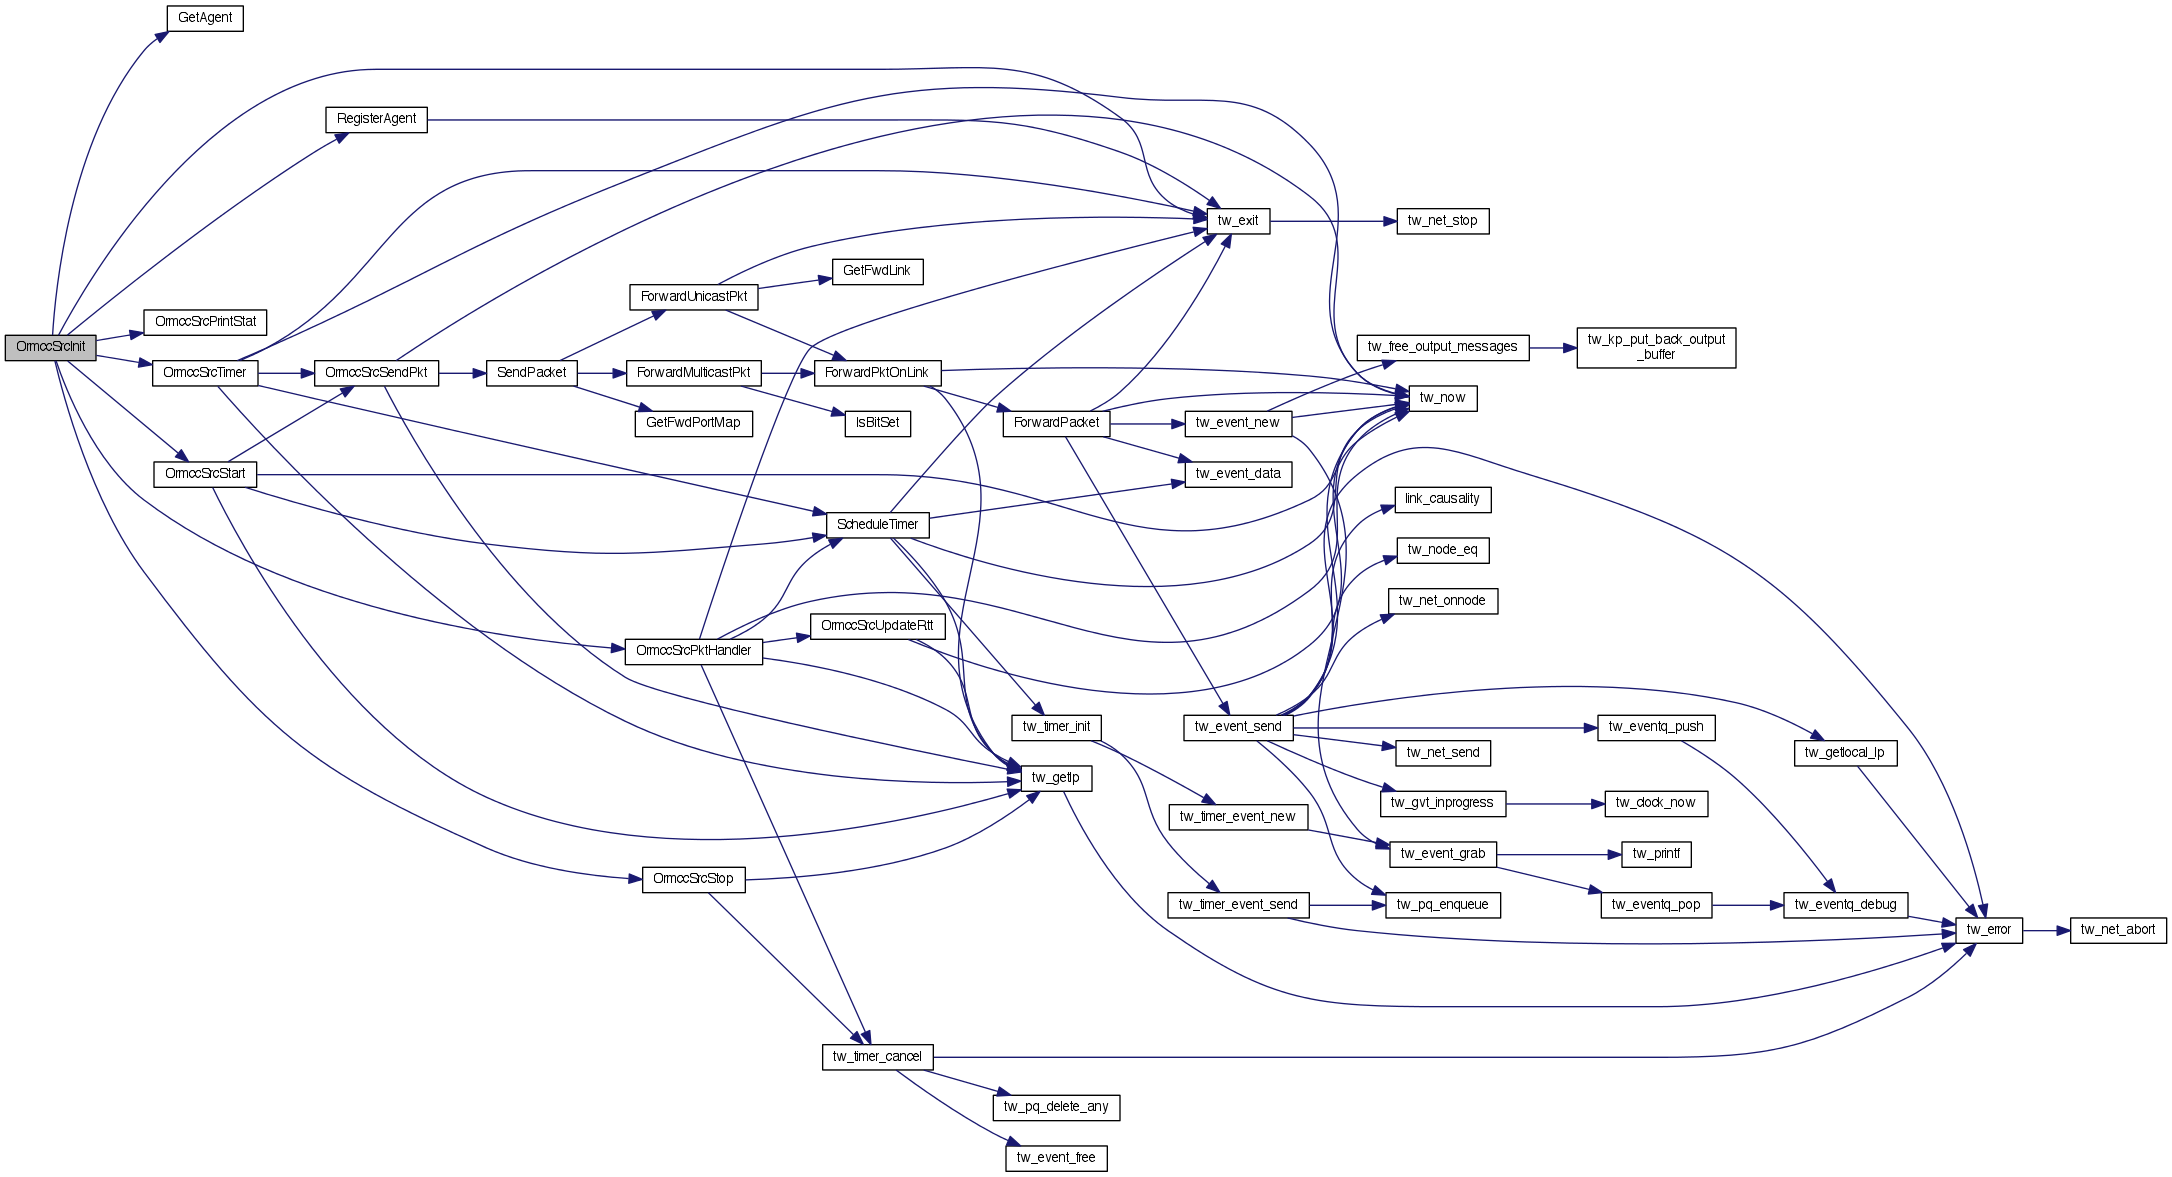 GetAgent
RegisterAgent
tw_exit
tw_net_stop
GetFwdLink
ForwardUnicastPkt
OrmccSrcPrintStat
OrmccSrcInit
tw_free_output_messages
tw_kp_put_back_output
_buffer
OrmccSrcTimer
OrmccSrcSendPkt
SendPacket
ForwardMulticastPkt
ForwardPktOnLink
tw_now
GetFwdPortMap
IsBitSet
ForwardPacket
tw_event_new
OrmccSrcStart
tw_event_data
link_causality
ScheduleTimer
tw_node_eq
tw_net_onnode
OrmccSrcUpdateRtt
OrmccSrcPktHandler
tw_timer_init
tw_event_send
tw_eventq_push
tw_net_send
tw_getlocal_lp
tw_getlp
tw_gvt_inprogress
tw_clock_now
tw_timer_event_new
tw_event_grab
tw_printf
OrmccSrcStop
tw_timer_event_send
tw_pq_enqueue
tw_eventq_pop
tw_eventq_debug
tw_error
tw_net_abort
tw_timer_cancel
tw_pq_delete_any
tw_event_free